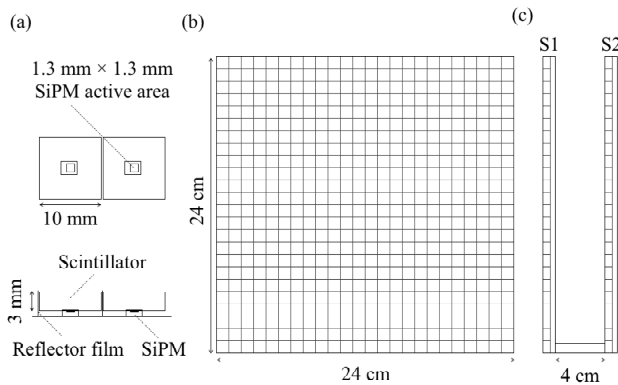 (a)
1.3 mm × 1.3 mm
SiPM active area
10 mm
Scintillator
3 mm
Reflector film
SiPM
(b)
24 cm
24 cm
(c)
S1
S2
4 cm